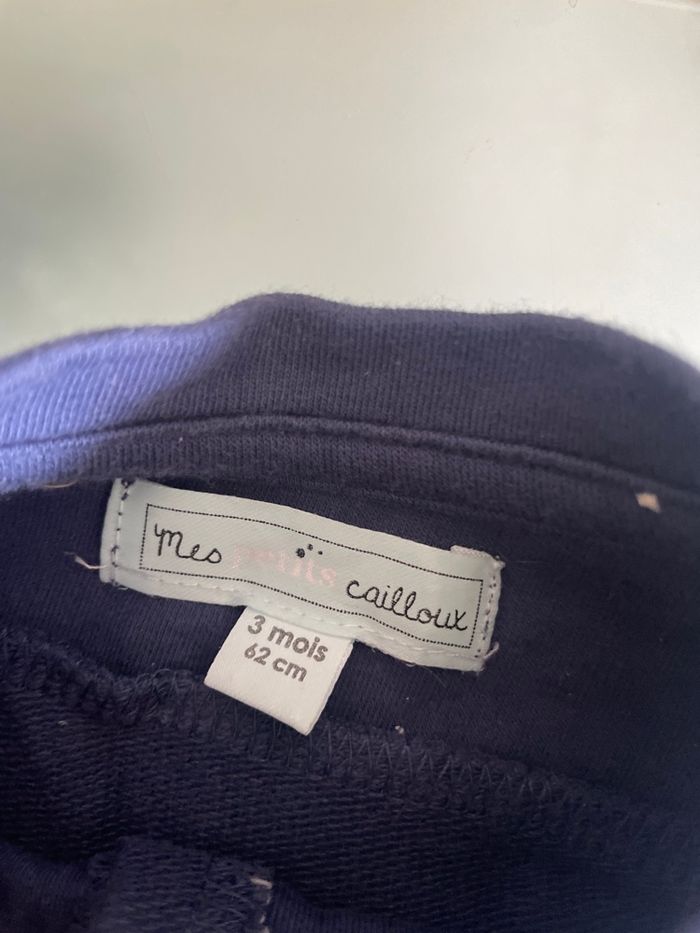 Mes petits cailloux
3 mois
62 cm